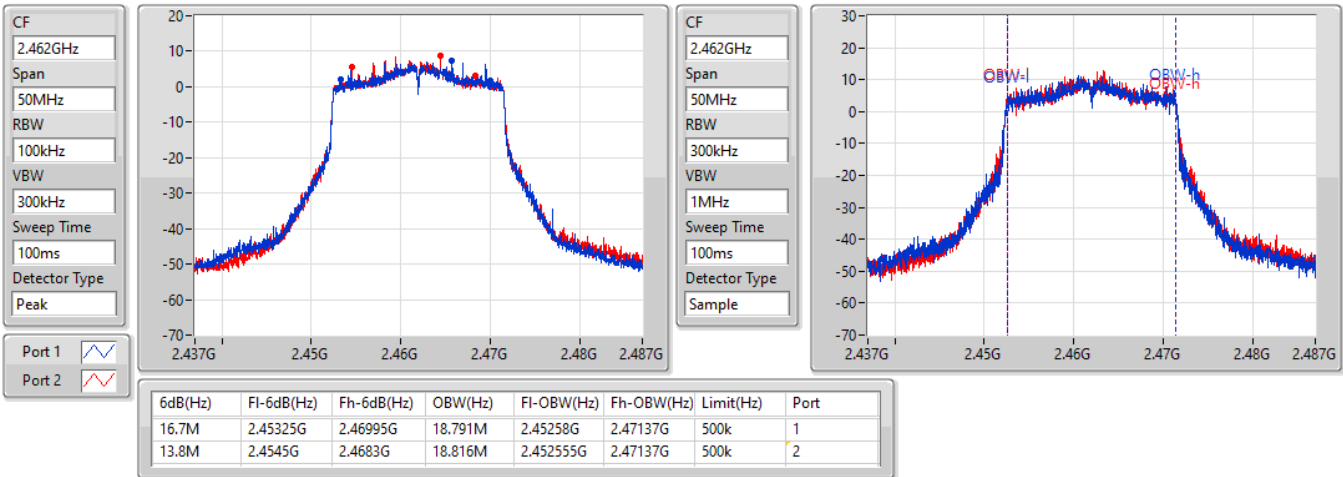 CF
2.462GHz
Span
50MHz
RBW
100kHz
VBW
300kHz
Sweep Time
100ms
Detector Type
Peak
20
10
0
-10
-20
-30
-40
-50
-60
-70
2.437G 2.45G 2.46G 2.47G 2.48G 2.487G
CF
2.462GHz
Span
50MHz
RBW
300kHz
VBW
1MHz
Sweep Time
100ms
Detector Type
Sample
30
20
10
0
-10
-20
-30
-40
-50
-60
-70
OBW-l
OBW-l
OBW-h
OBW-h
2.437G 2.45G 2.46G 2.47G 2.48G 2.487G
Port 1
Port 2
6dB(Hz) Fl-6dB(Hz) Fh-6dB(Hz) OBW(Hz) Fl-OBW(Hz) Fh-OBW(Hz) Limit(Hz) Port
16.7M 2.45325G 2.46995G 18.791M 2.45258G 2.47137G 500k 1
13.8M 2.4545G 2.4683G 18.816M 2.452555G 2.47137G 500k 2